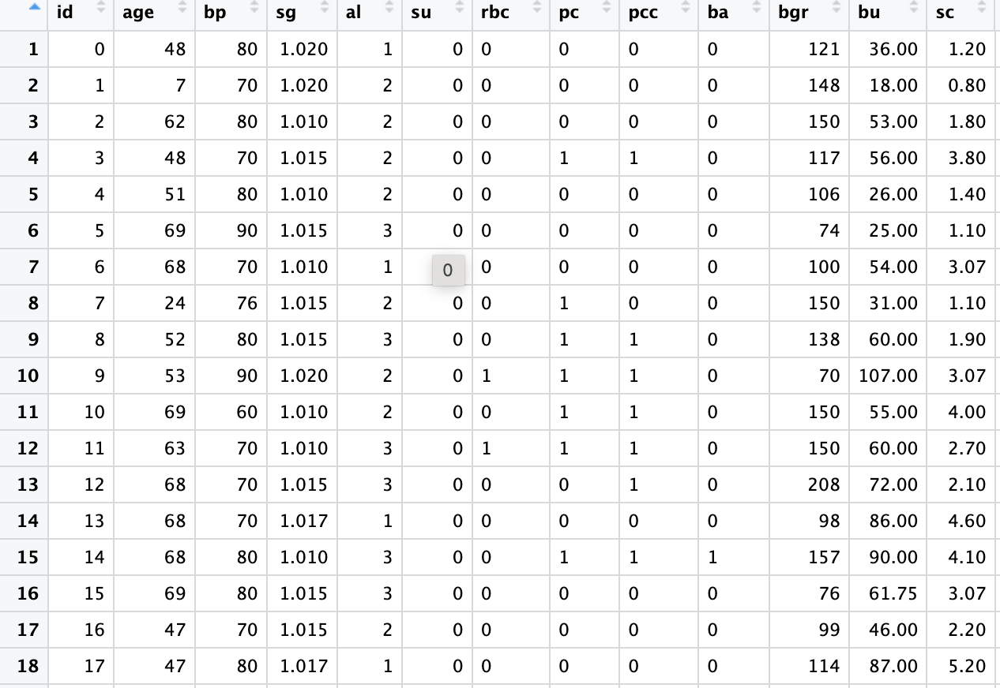 id age bp sg al su rbc pc pcc ba bgr bu sc
1 0 48 80 1.020 1 0 0 0 0 0 121 36.00 1.20
2 1 7 70 1.020 2 0 0 0 0 0 148 18.00 0.80
3 2 62 80 1.010 2 0 0 0 0 0 150 53.00 1.80
4 3 48 70 1.015 2 0 0 1 1 0 117 56.00 3.80
5 4 51 80 1.010 2 0 0 0 0 0 106 26.00 1.40
6 5 69 90 1.015 3 0 0 0 0 0 74 25.00 1.10
7 6 68 70 1.010 1 0 0 0 0 0 100 54.00 3.07
8 7 24 76 1.015 2 0 0 1 0 0 150 31.00 1.10
9 8 52 80 1.015 3 0 0 1 1 0 138 60.00 1.90
10 9 53 90 1.020 2 0 1 1 1 0 70 107.00 3.07
11 10 69 60 1.010 2 0 0 1 1 0 150 55.00 4.00
12 11 63 70 1.010 3 0 1 1 1 0 150 60.00 2.70
13 12 68 70 1.015 3 0 0 0 1 0 208 72.00 2.10
14 13 68 70 1.017 1 0 0 0 0 0 98 86.00 4.60
15 14 68 80 1.010 3 0 0 1 1 1 157 90.00 4.10
16 15 69 80 1.015 3 0 0 0 0 0 76 61.75 3.07
17 16 47 70 1.015 2 0 0 0 0 0 99 46.00 2.20
18 17 47 80 1.017 1 0 0 0 0 0 114 87.00 5.20